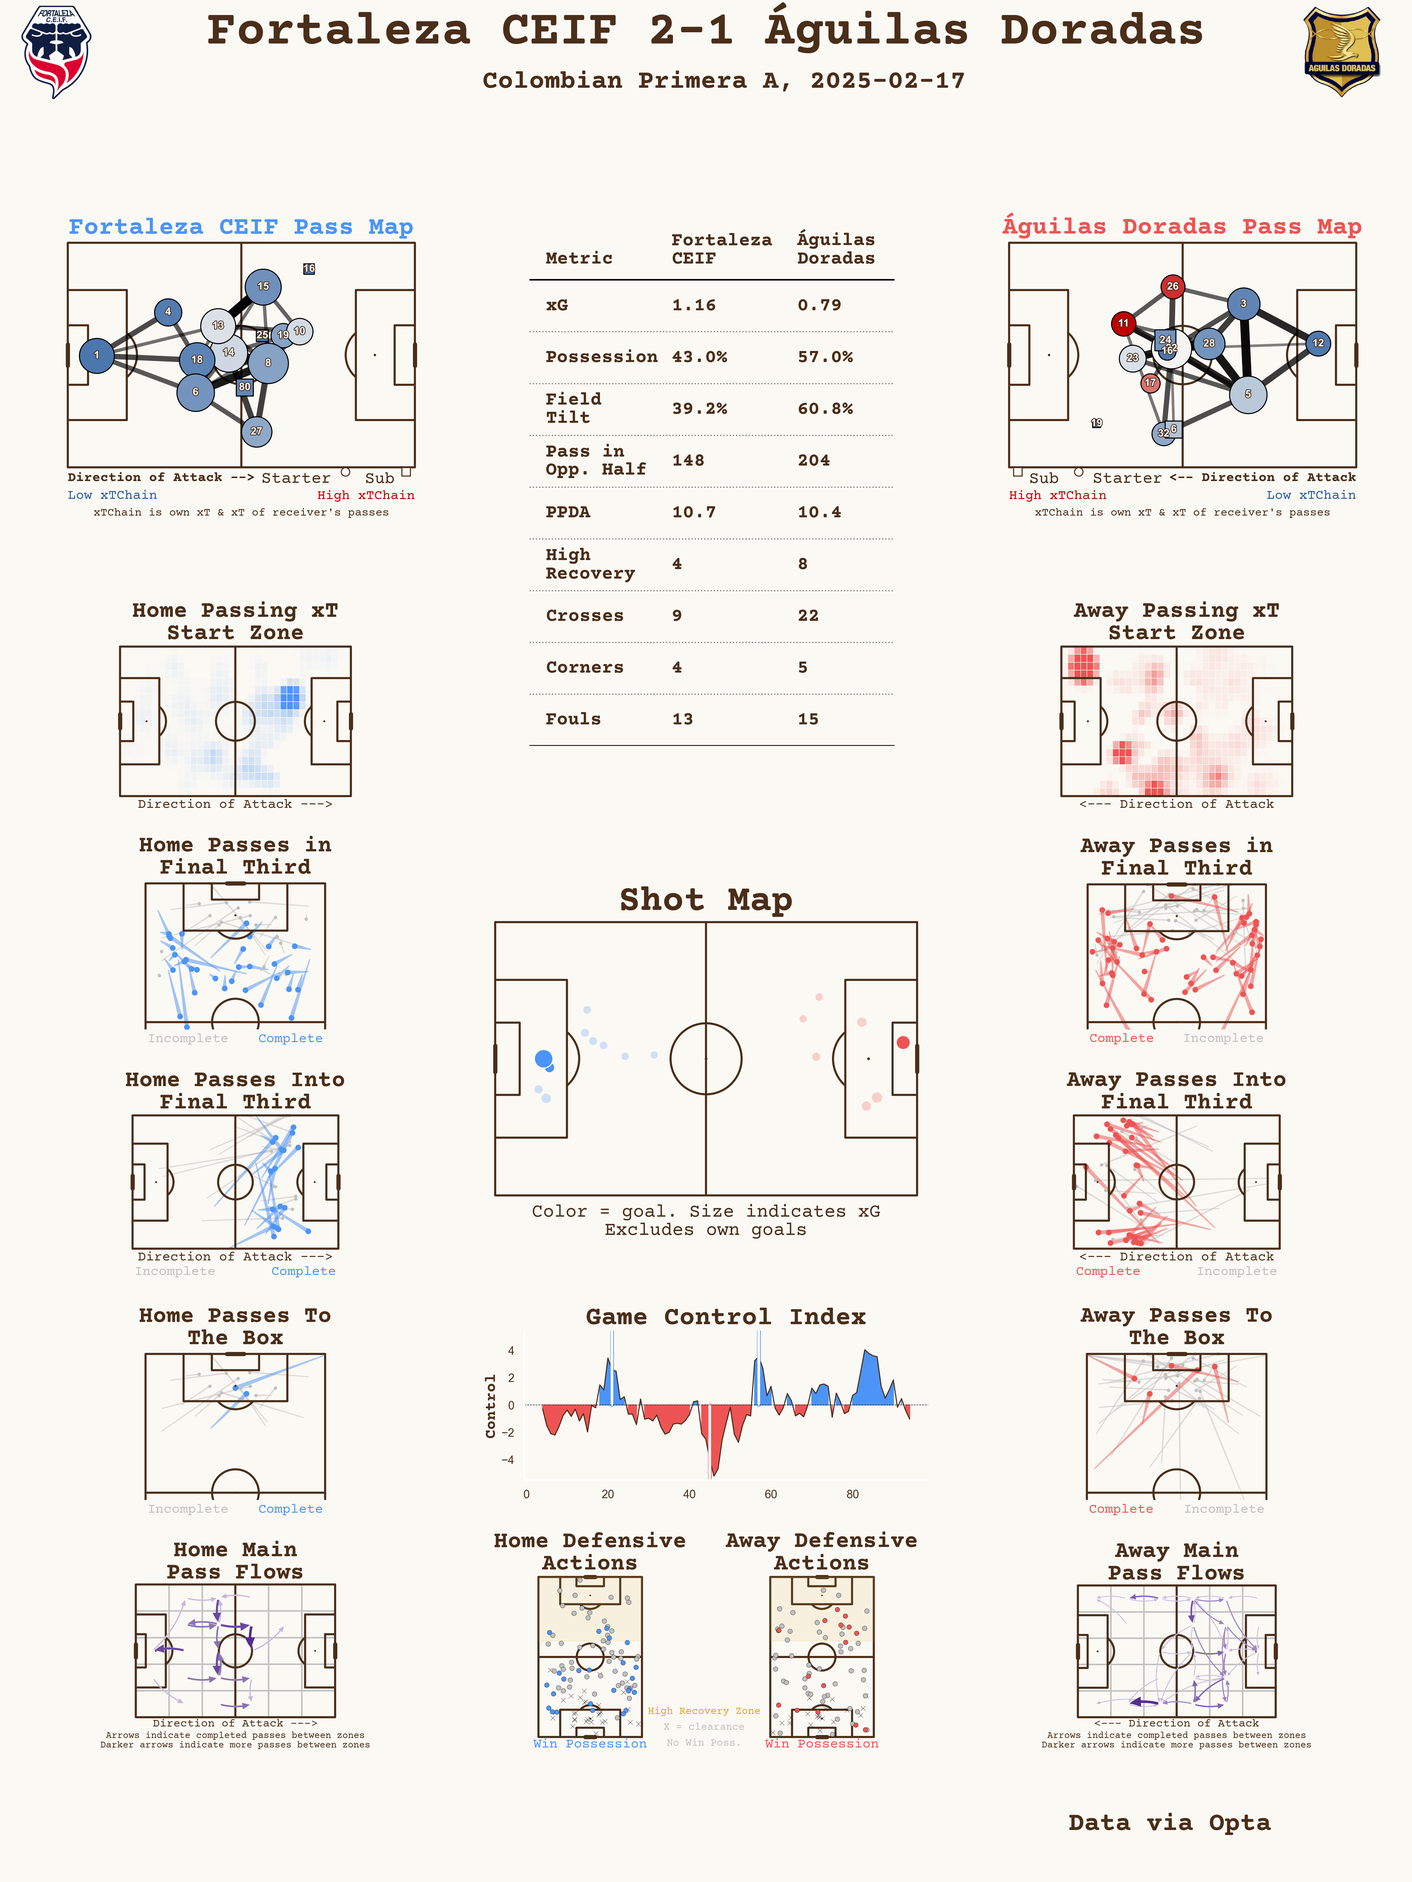 Fortaleza CEIF 2-1 Águilas Doradas
Colombian Primera A, 2025-02-17
FORTALEZA
C.E.I.F.
AGUILAS DORADAS
Fortaleza CEIF Pass Map
16
15
4
13
25
19
10
1
18
14
8
6
80
27
Direction of Attack -->
Starter
Sub
Low xTChain
High xTChain
xTChain is own xT & xT of receiver's passes
Metric
Fortaleza CEIF
Águilas Doradas
xG 1.16 0.79
Possession 43.0% 57.0%
Field Tilt 39.2% 60.8%
Pass in Opp. Half 148 204
PPDA 10.7 10.4
High Recovery 4 8
Crosses 9 22
Corners 4 5
Fouls 13 15
Águilas Doradas Pass Map
26
3
11
24
28
12
23
16
17
5
19
32
6
Sub
Starter
<-- Direction of Attack
High xTChain
Low xTChain
xTChain is own xT & xT of receiver's passes
Home Passing xT
Start Zone
Direction of Attack --->
Away Passing xT
Start Zone
<--- Direction of Attack
Home Passes in
Final Third
Incomplete
Complete
Away Passes in
Final Third
Complete
Incomplete
Shot Map
Color = goal. Size indicates xG
Excludes own goals
Home Passes Into
Final Third
Direction of Attack --->
Incomplete
Complete
Away Passes Into
Final Third
<--- Direction of Attack
Complete
Incomplete
Home Passes To
The Box
Incomplete
Complete
Game Control Index
Control
4
2
0
−2
−4
0
20
40
60
80
Away Passes To
The Box
Complete
Incomplete
Home Main
Pass Flows
Direction of Attack --->
Arrows indicate completed passes between zones
Darker arrows indicate more passes between zones
Home Defensive
Actions
Win Possession
High Recovery Zone
X = clearance
No Win Poss.
Away Defensive
Actions
Win Possession
Away Main
Pass Flows
<--- Direction of Attack
Arrows indicate completed passes between zones
Darker arrows indicate more passes between zones
Data via Opta